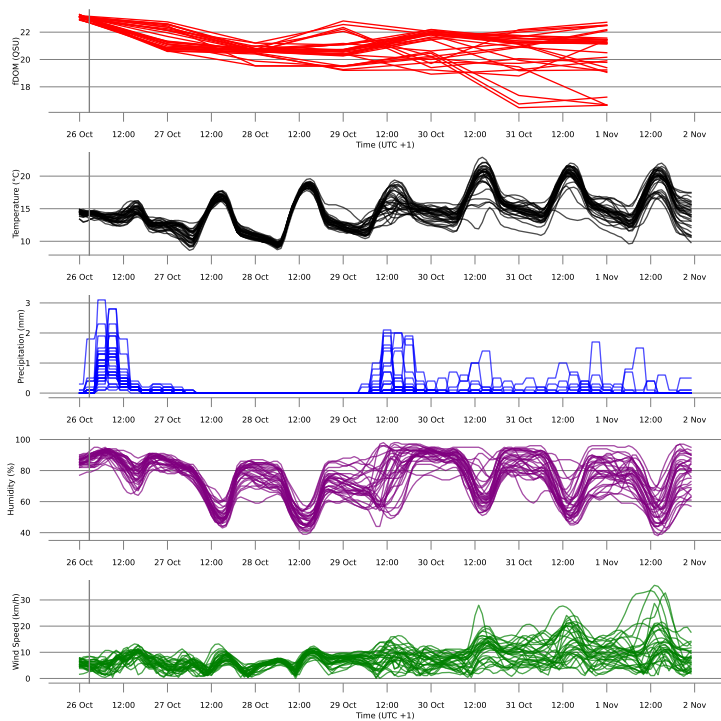 22
20
18
fDOM (QSU)
26 Oct 12:00 27 Oct 12:00 28 Oct 12:00 29 Oct 12:00 30 Oct 12:00 31 Oct 12:00 1 Nov 12:00 2 Nov
Time (UTC +1)
20
15
10
Temperature (°C)
26 Oct 12:00 27 Oct 12:00 28 Oct 12:00 29 Oct 12:00 30 Oct 12:00 31 Oct 12:00 1 Nov 12:00 2 Nov
3
2
1
0
Precipitation (mm)
26 Oct 12:00 27 Oct 12:00 28 Oct 12:00 29 Oct 12:00 30 Oct 12:00 31 Oct 12:00 1 Nov 12:00 2 Nov
100
80
60
40
Humidity (%)
26 Oct 12:00 27 Oct 12:00 28 Oct 12:00 29 Oct 12:00 30 Oct 12:00 31 Oct 12:00 1 Nov 12:00 2 Nov
30
20
10
0
Wind Speed (km/h)
26 Oct 12:00 27 Oct 12:00 28 Oct 12:00 29 Oct 12:00 30 Oct 12:00 31 Oct 12:00 1 Nov 12:00 2 Nov
Time (UTC +1)